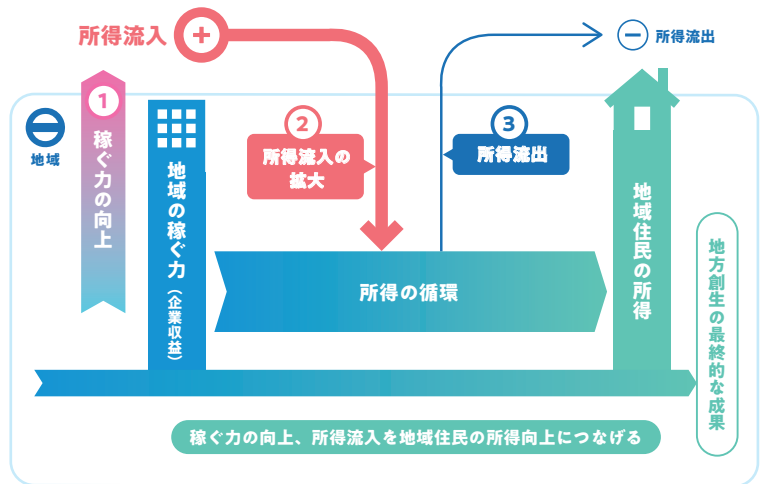 所得流入
+
− 所得流出
地域
1
稼ぐ力の向上
地域の稼ぐ力(企業収益)
2
所得流入の
拡大
3
所得流出
所得の循環
地域住民の所得
地方創生の最終的な成果
稼ぐ力の向上、所得流入を地域住民の所得向上につなげる